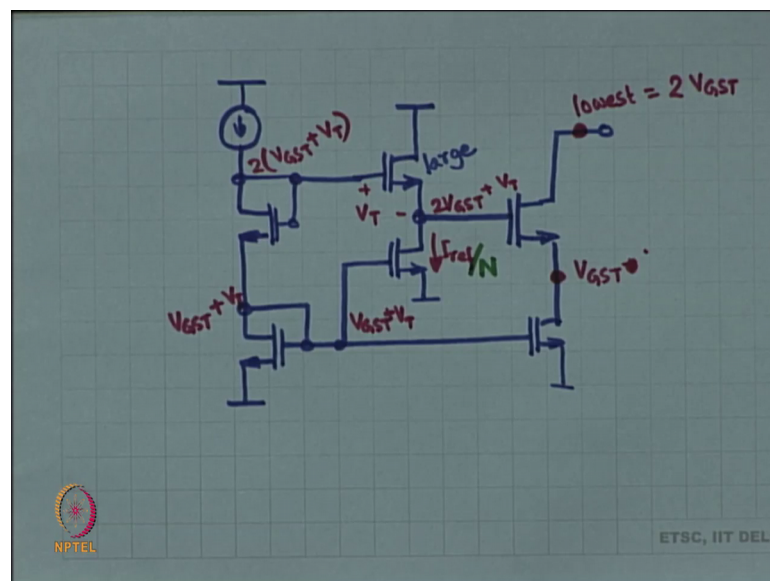 lowest = 2 VGST
2(VGST+VT)
large
+
VT -
2VGST+VT
Iref/N
VGST
VGST+VT
VGST+VT
NPTEL
ETSC, IIT DEL